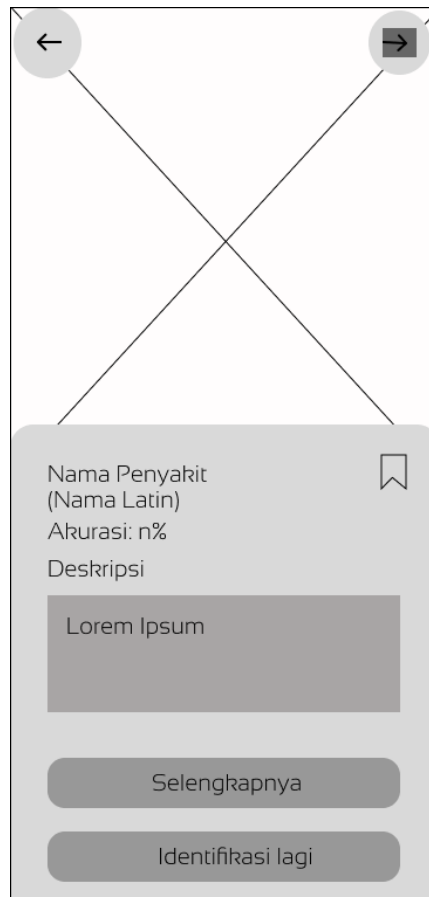 Nama Penyakit
(Nama Latin)
Akurasi: n%
Deskripsi
Lorem Ipsum
Selengkapnya
Identifikasi lagi